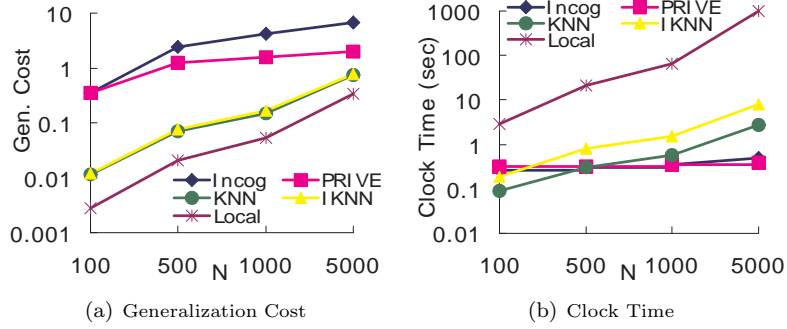 10
1
0.1
0.01
0.001
Gen. Cost
Incog
PRIVE
KNN
IKNN
Local
100
500
1000
5000
N
(a) Generalization Cost
1000
100
10
1
0.1
0.01
Clock Time (sec)
Incog
PRIVE
KNN
IKNN
Local
100
500
1000
5000
N
(b) Clock Time